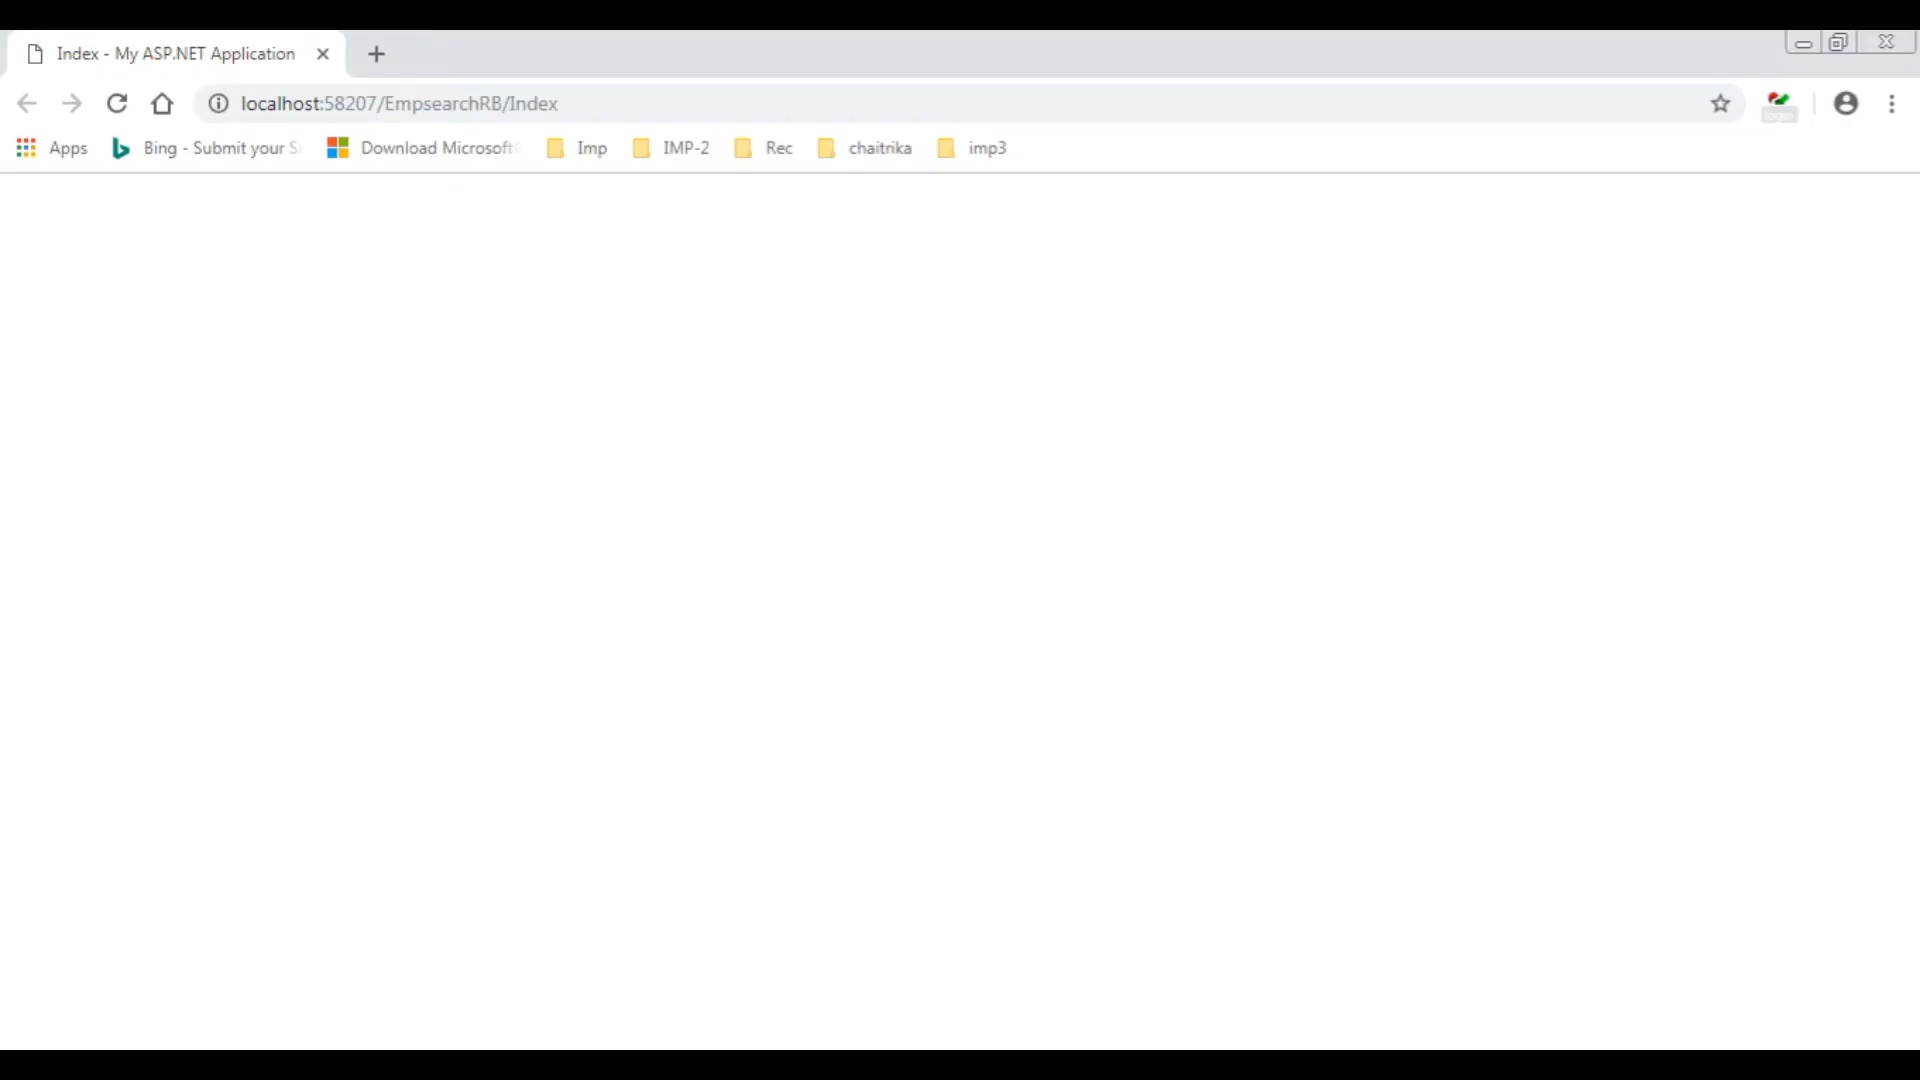 Index - My ASP.NET Application
localhost:58207/EmpsearchRB/Index
Apps
Bing - Submit your
Download Microsoft
Imp
IMP-2
Rec
chaitrika
imp3